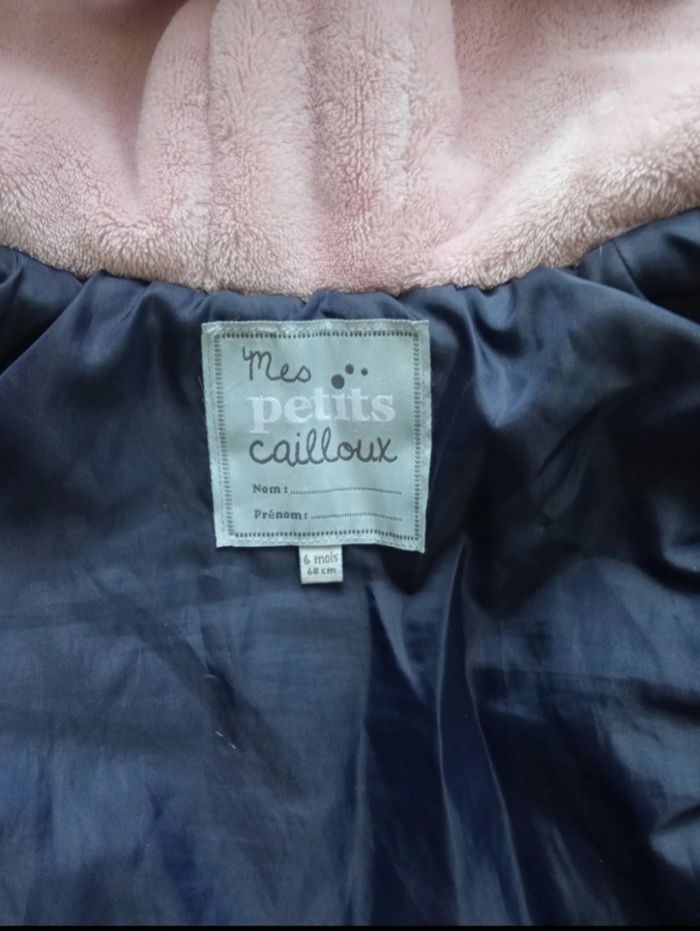 Mes
petits
cailloux
Nom:
Prénom:
6 mois
68 cm